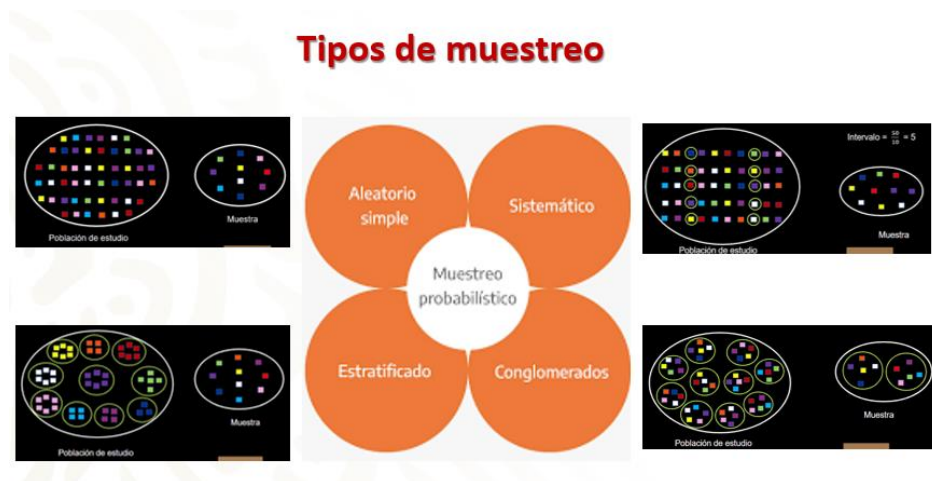 Tipos de muestreo
Población de estudio
Muestra
Aleatorio
simple
Sistemático
Muestreo
probabilístico
Estratificado
Conglomerados
Intervalo = 50/10 = 5
Población de estudio
Muestra
Población de estudio
Muestra
Población de estudio
Muestra